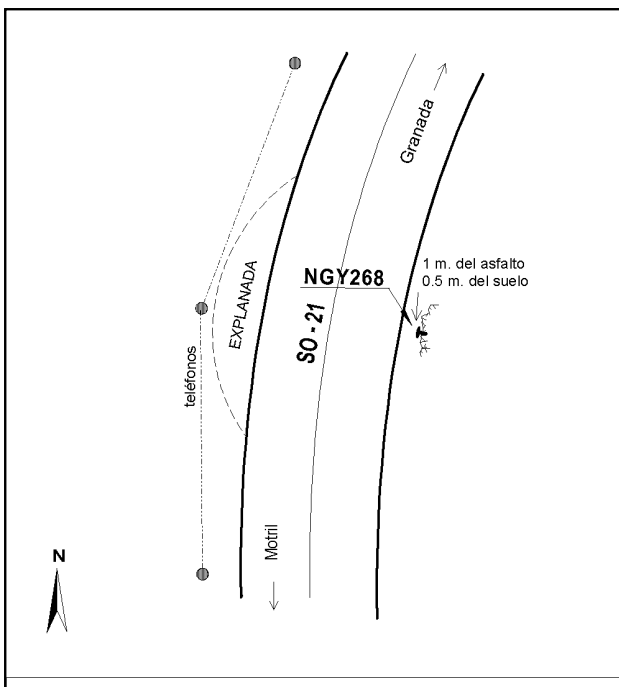 Granada
1 m. del asfalto
0.5 m. del suelo
NGY268
EXPLANADA
SO - 21
teléfonos
Motril
N